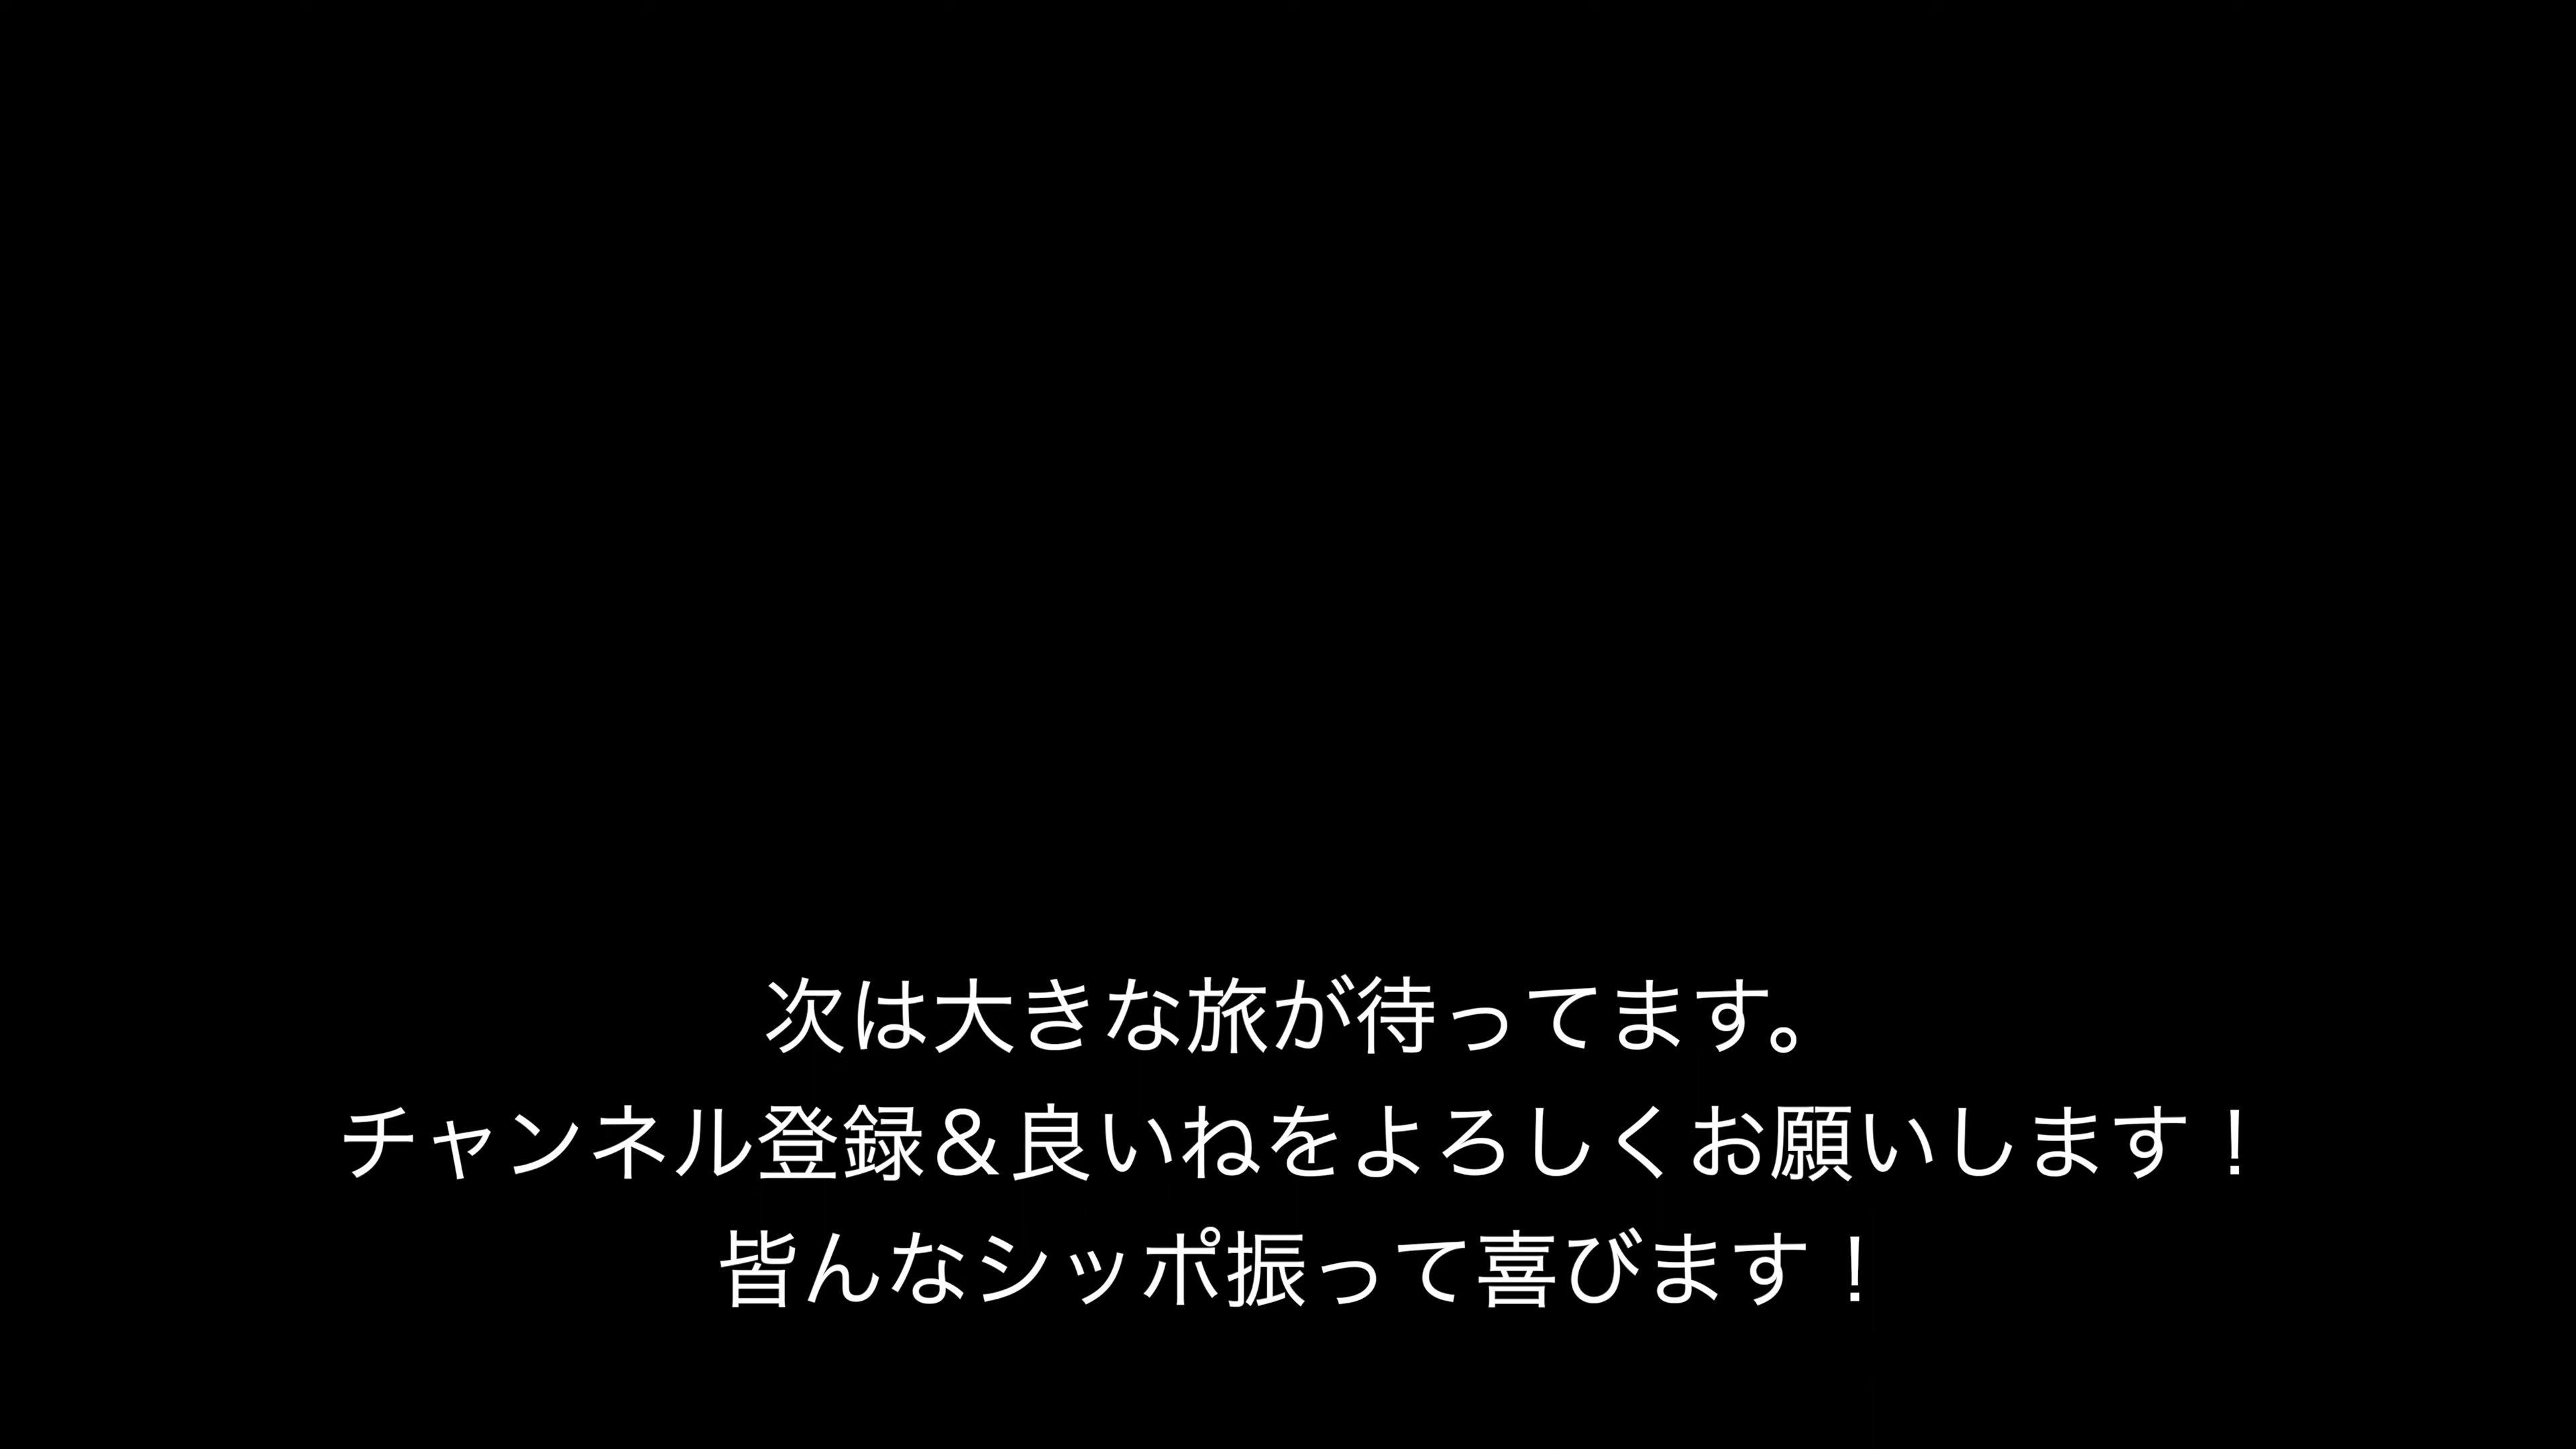 次は大きな旅が待ってます。
チャンネル登録＆良いねをよろしくお願いします！
皆んなシッポ振って喜びます！